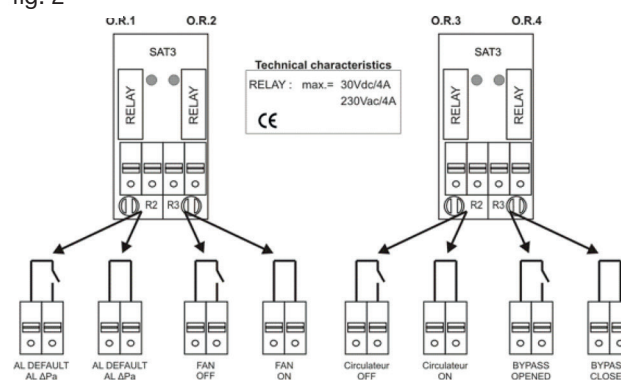 fig. 2
O.R.1 O.R.2
O.R.3 O.R.4
SAT3
SAT3
RELAY
RELAY
RELAY
RELAY
Technical characteristics
RELAY : max.= 30Vdc/4A
230Vac/4A
CE
R2 R3
R2 R3
AL DEFAULT
AL ΔPa
AL DEFAULT
AL ΔPa
FAN
OFF
FAN
ON
Circulateur
OFF
Circulateur
ON
BYPASS
OPENED
BYPAS
CLOSE